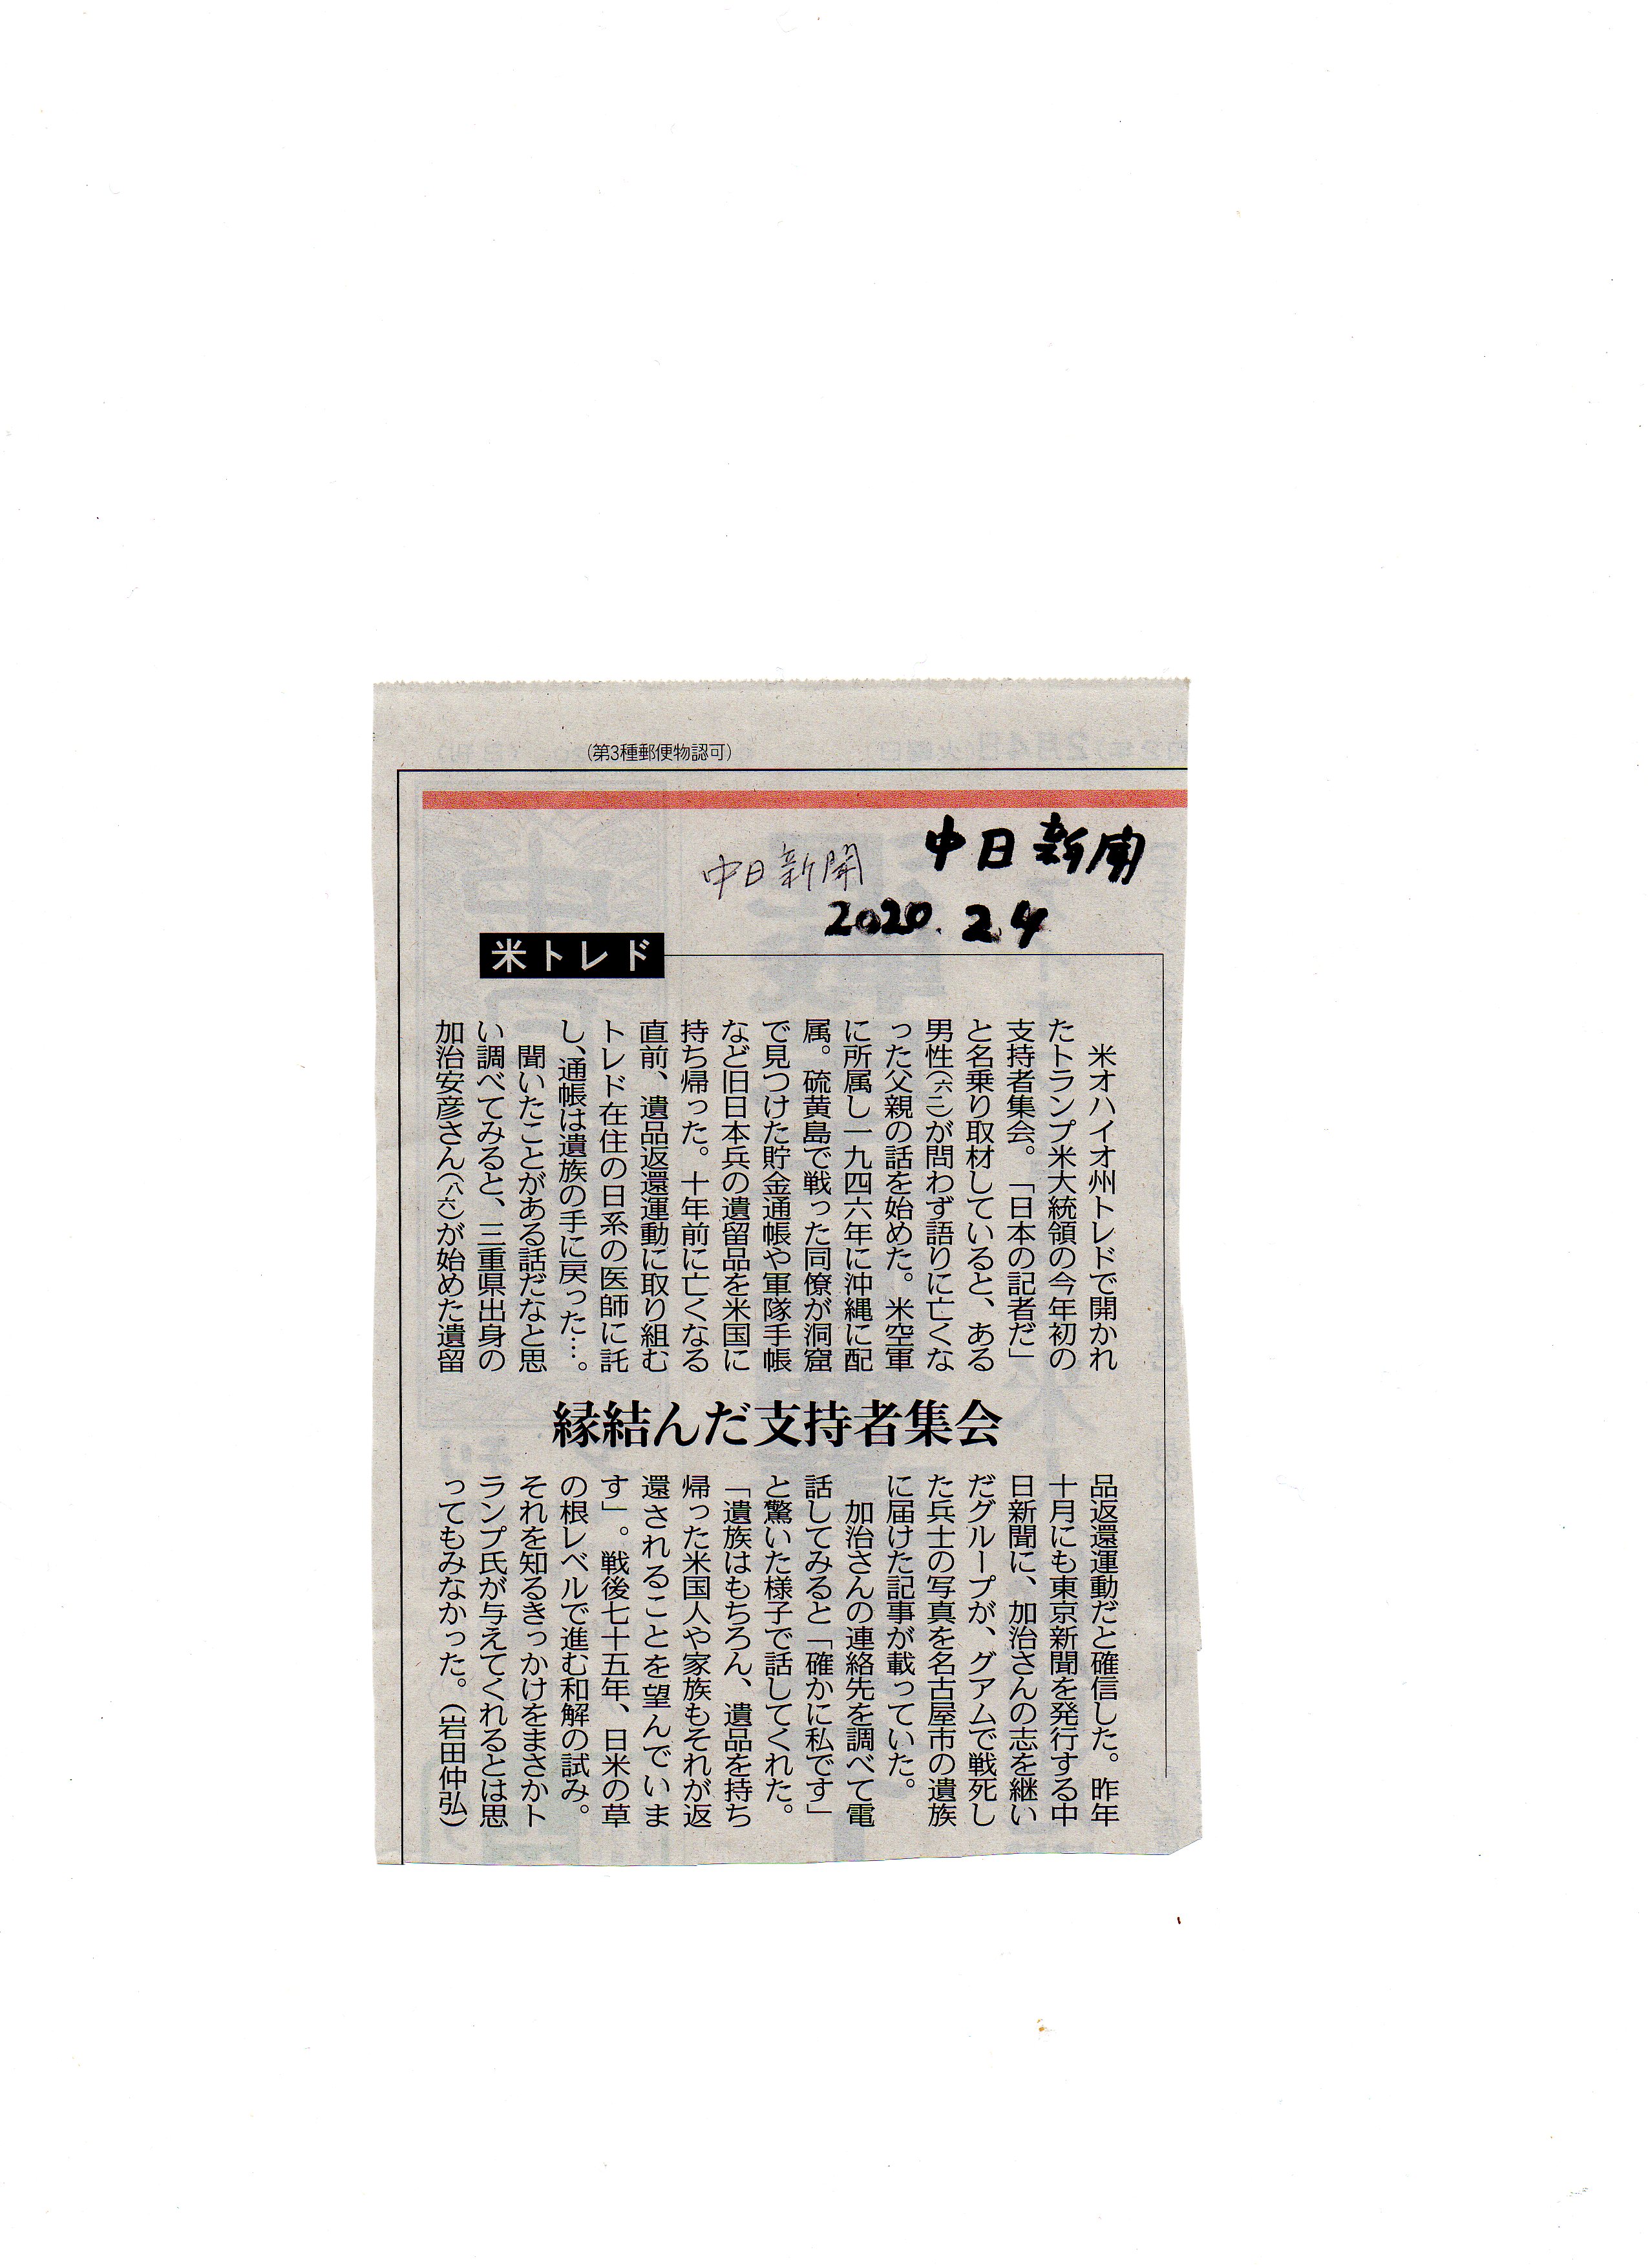 （第3種郵便物認可）
中日新聞
中日新聞
2020. 2 4
米トレド
米オハイオ州トレドで開かれ
たトランプ米大統領の今年初の
支持者集会。「日本の記者だ」
と名乗り取材していると、ある
男性（六二）が問わず語りに亡くな
った父親の話を始めた。米空軍
に所属し一九四六年に沖縄に配
属。硫黄島で戦った同僚が洞窟
で見つけた貯金通帳や軍隊手帳
など旧日本兵の遺留品を米国に
持ち帰った。十年前に亡くなる
直前、遺品返還運動に取り組む
トレド在住の日系の医師に託
し、通帳は遺族の手に戻った…。
聞いたことがある話だなと思
い調べてみると、三重県出身の
加治安彦さん（八六）が始めた遺留
縁結んだ支持者集会
品返還運動だと確信した。昨年
十月にも東京新聞を発行する中
日新聞に、加治さんの志を継い
だグループが、グアムで戦死し
た兵士の写真を名古屋市の遺族
に届けた記事が載っていた。
加治さんの連絡先を調べて電
話してみると「確かに私です」
と驚いた様子で話してくれた。
「遺族はもちろん、遺品を持ち
帰った米国人や家族もそれが返
還されることを望んでいま
す」。戦後七十五年、日米の草
の根レベルで進む和解の試み。
それを知るきっかけをまさかト
ランプ氏が与えてくれるとは思
ってもみなかった。（岩田仲弘）